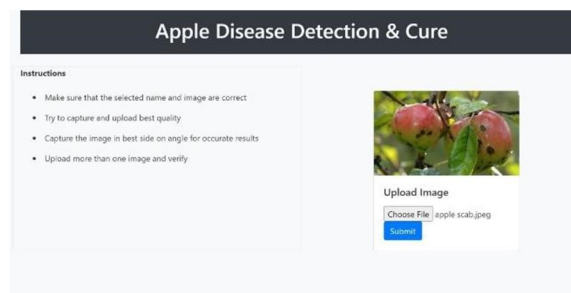 Apple Disease Detection & Cure
Instructions
Make sure that the selected name and image are correct
Try to capture and upload best quality
Capture the image in best side on angle for occurate results
Upload more than one image and verify
Upload Image
Choose File apple scab.jpeg
Submit